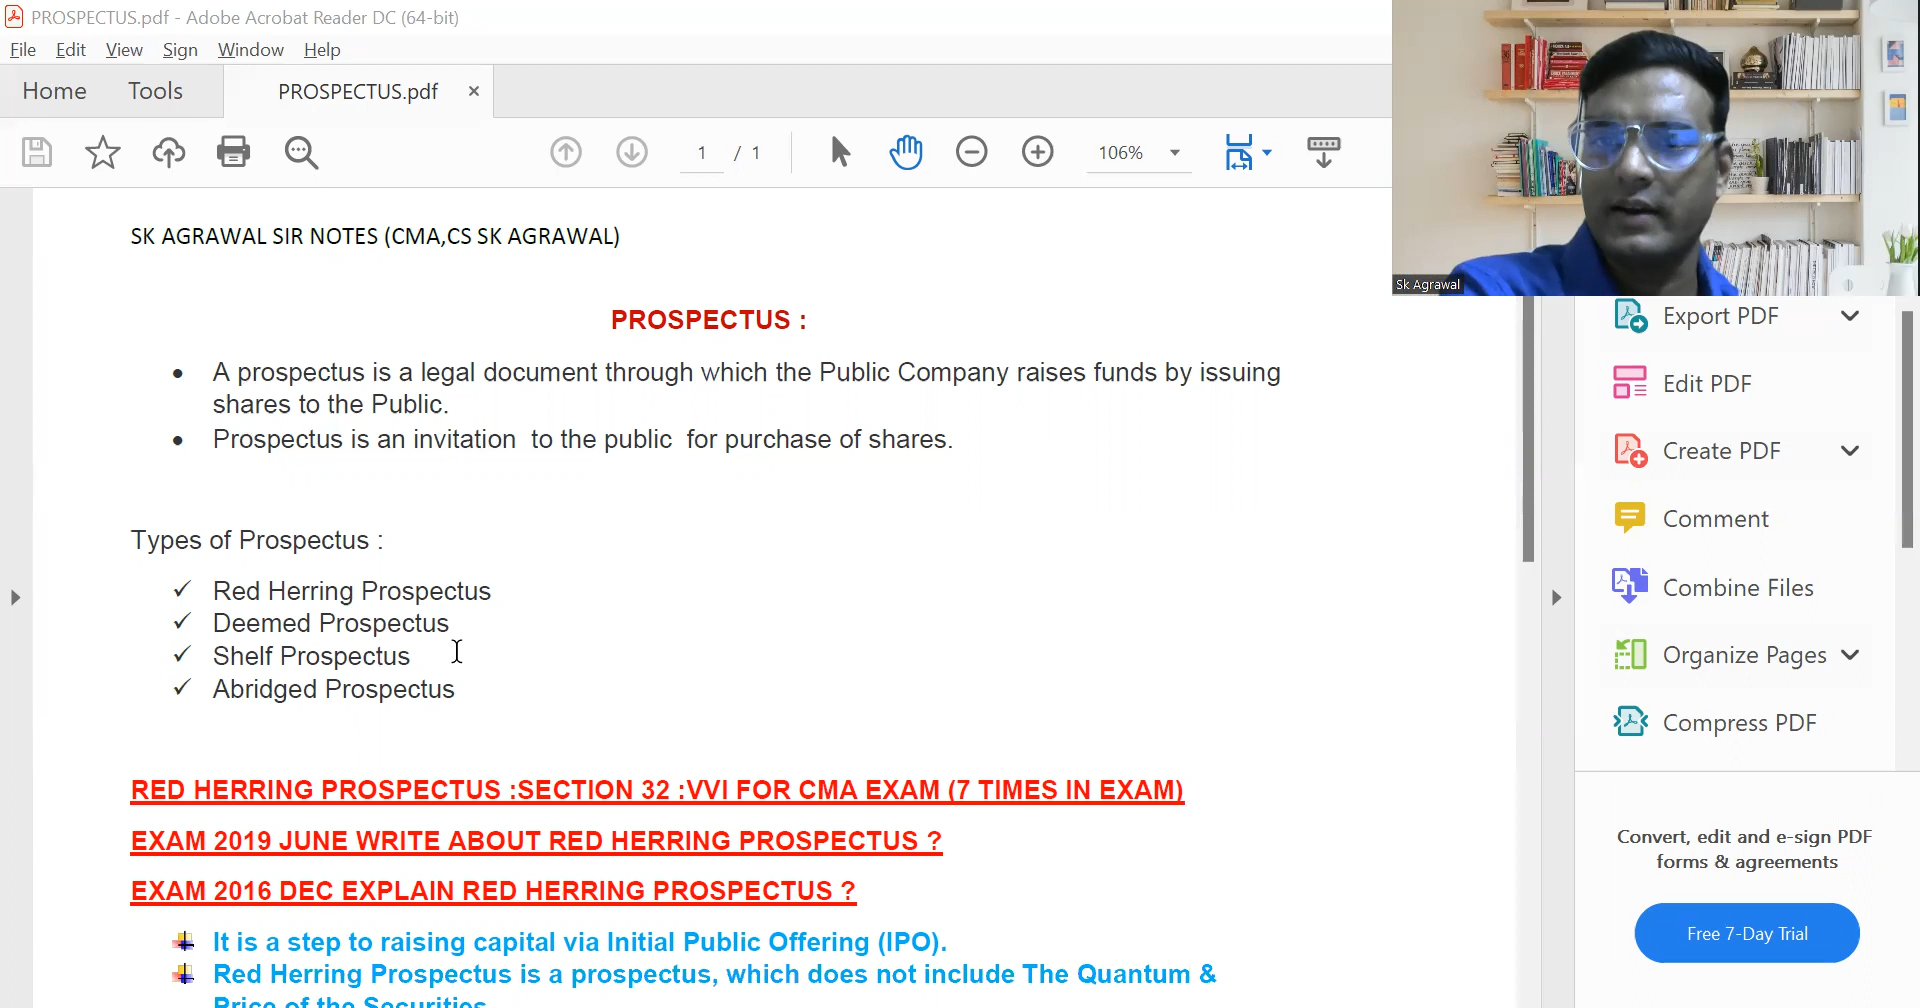 PROSPECTUS.pdf - Adobe Acrobat Reader DC (64-bit)
File Edit View Sign Window Help
Home Tools PROSPECTUS.pdf ×
1 / 1 106%
Sk Agrawal
SK AGRAWAL SIR NOTES (CMA,CS SK AGRAWAL)
PROSPECTUS :
• A prospectus is a legal document through which the Public Company raises funds by issuing
shares to the Public.
• Prospectus is an invitation to the public for purchase of shares.
Types of Prospectus :
✓ Red Herring Prospectus
✓ Deemed Prospectus
✓ Shelf Prospectus
✓ Abridged Prospectus
RED HERRING PROSPECTUS :SECTION 32 :VVI FOR CMA EXAM (7 TIMES IN EXAM)
EXAM 2019 JUNE WRITE ABOUT RED HERRING PROSPECTUS ?
EXAM 2016 DEC EXPLAIN RED HERRING PROSPECTUS ?
It is a step to raising capital via Initial Public Offering (IPO).
Red Herring Prospectus is a prospectus, which does not include The Quantum &
Price of the Securities
Export PDF
Edit PDF
Create PDF
Comment
Combine Files
Organize Pages
Compress PDF
Convert, edit and e-sign PDF
forms & agreements
Free 7-Day Trial